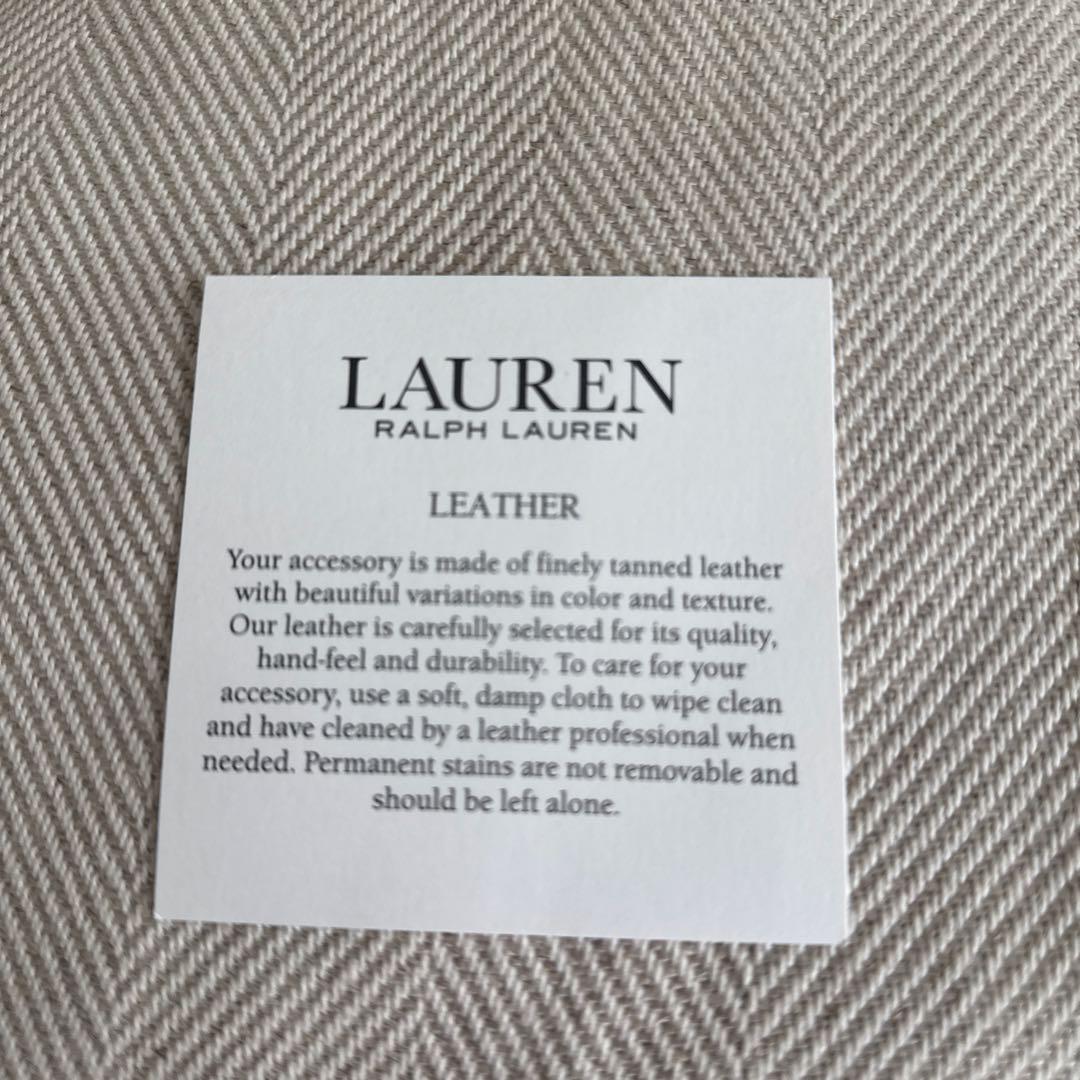 LAUREN
RALPH LAUREN
LEATHER
Your accessory is made of finely tanned leather
with beautiful variations in color and texture.
Our leather is carefully selected for its quality,
hand-feel and durability. To care for your
accessory, use a soft, damp cloth to wipe clean
and have cleaned by a leather professional when
needed. Permanent stains are not removable and
should be left alone.